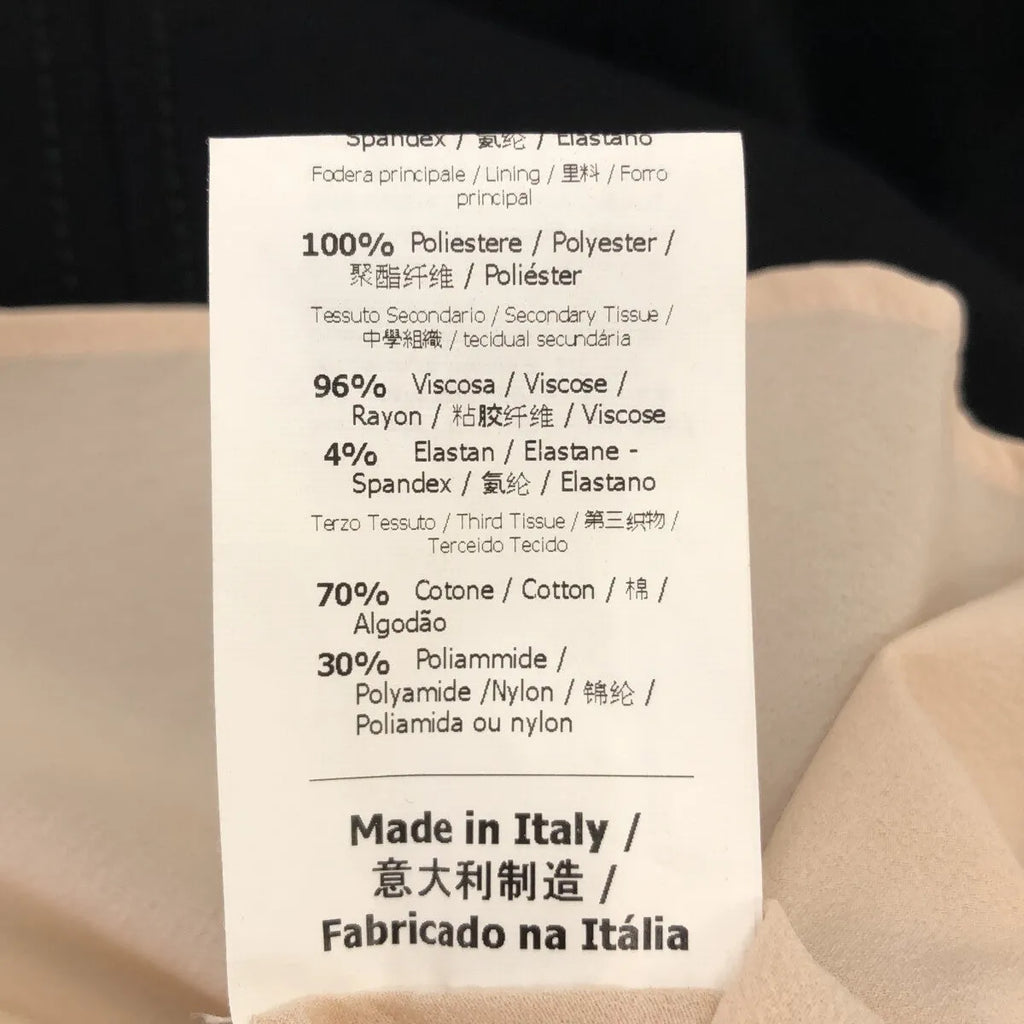 Spandex / 氨纶 / Elastano
Fodera principale / Lining / 里料 / Forro
principal
100% Poliestere / Polyester /
聚酯纤维 / Poliéster
Tessuto Secondario / Secondary Tissue /
中學組織 / tecidual secundária
96% Viscosa / Viscose /
Rayon / 粘胶纤维 / Viscose
4% Elastan / Elastane -
Spandex / 氨纶 / Elastano
Terzo Tessuto / Third Tissue / 第三织物 /
Terceido Tecido
70% Cotone / Cotton / 棉 /
Algodão
30% Poliammide /
Polyamide /Nylon / 锦纶 /
Poliamida ou nylon
Made in Italy /
意大利制造 /
Fabricado na Itália